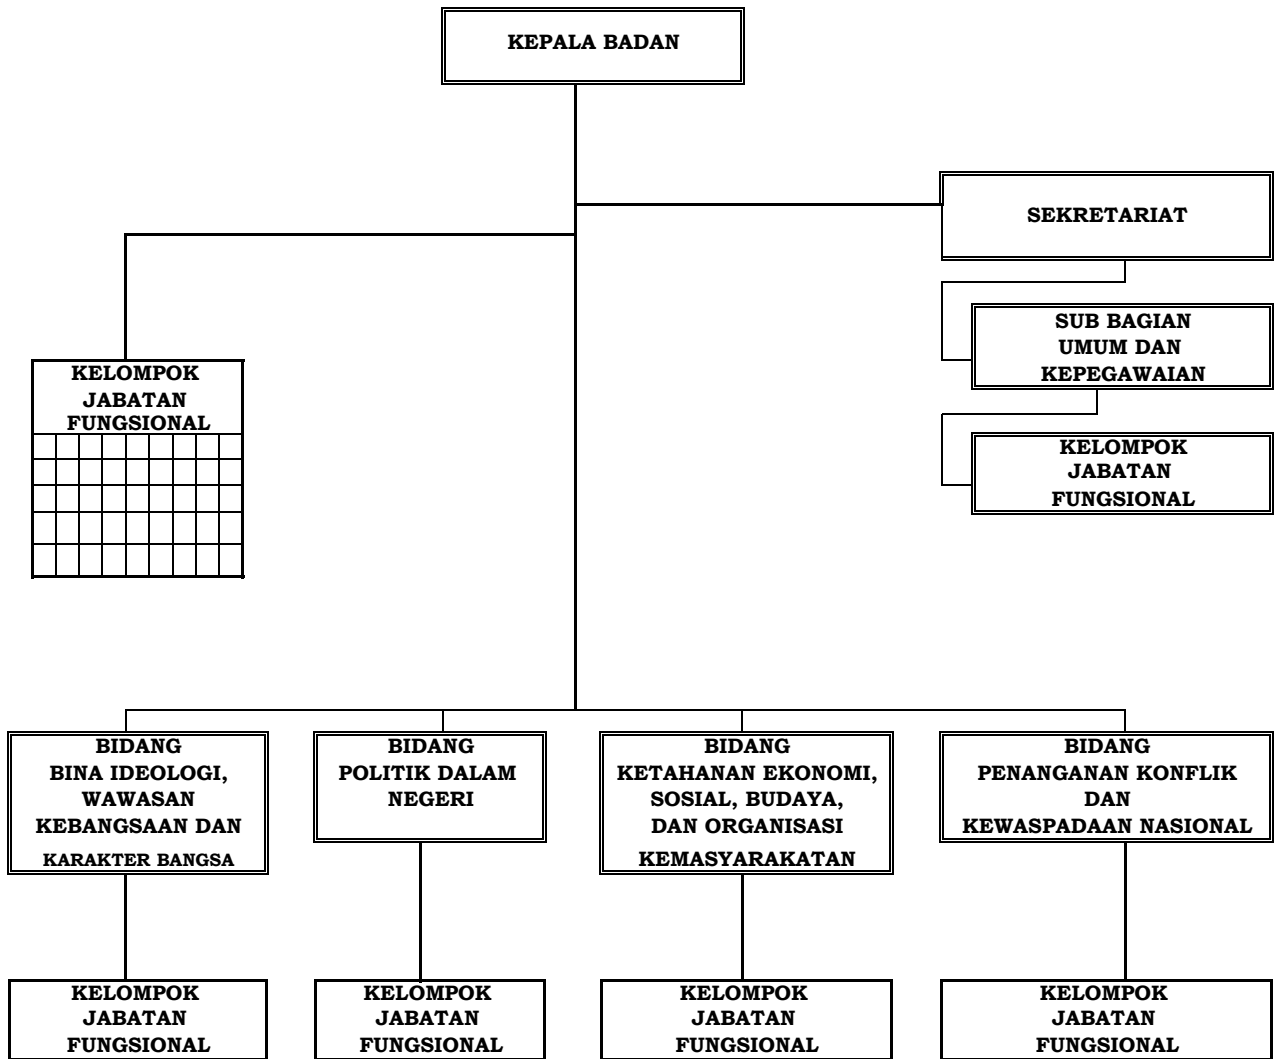 KEPALA BADAN
SEKRETARIAT
SUB BAGIAN
UMUM DAN
KEPEGAWAIAN
KELOMPOK
JABATAN
FUNGSIONAL
KELOMPOK
JABATAN
FUNGSIONAL
BIDANG
BINA IDEOLOGI,
WAWASAN
KEBANGSAAN DAN
KARAKTER BANGSA
BIDANG
POLITIK DALAM
NEGERI
BIDANG
KETAHANAN EKONOMI,
SOSIAL, BUDAYA,
DAN ORGANISASI
KEMASYARAKATAN
BIDANG
PENANGANAN KONFLIK
DAN
KEWASPADAAN NASIONAL
KELOMPOK
JABATAN
FUNGSIONAL
KELOMPOK
JABATAN
FUNGSIONAL
KELOMPOK
JABATAN
FUNGSIONAL
KELOMPOK
JABATAN
FUNGSIONAL